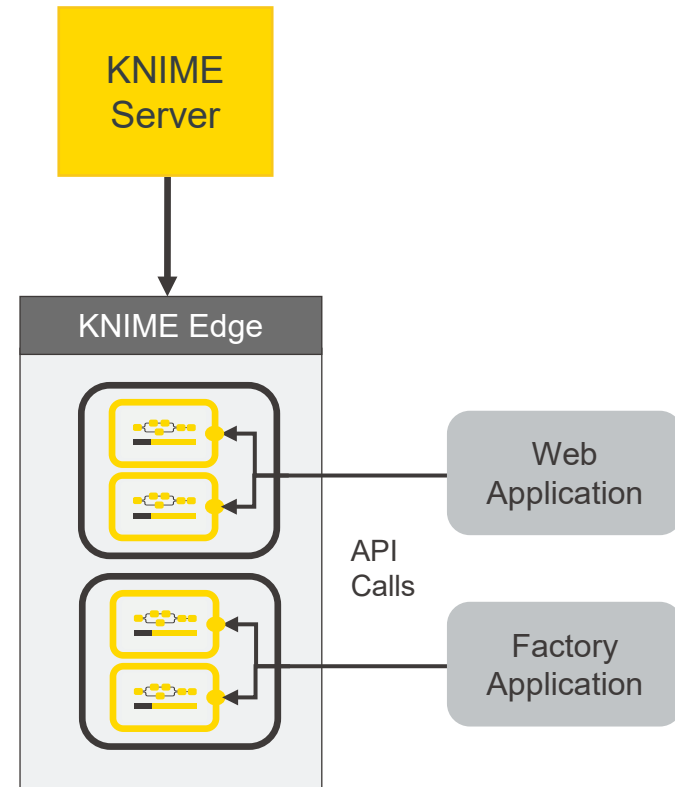 KNIME
Server
KNIME Edge
Web
Application
API
Calls
Factory
Application